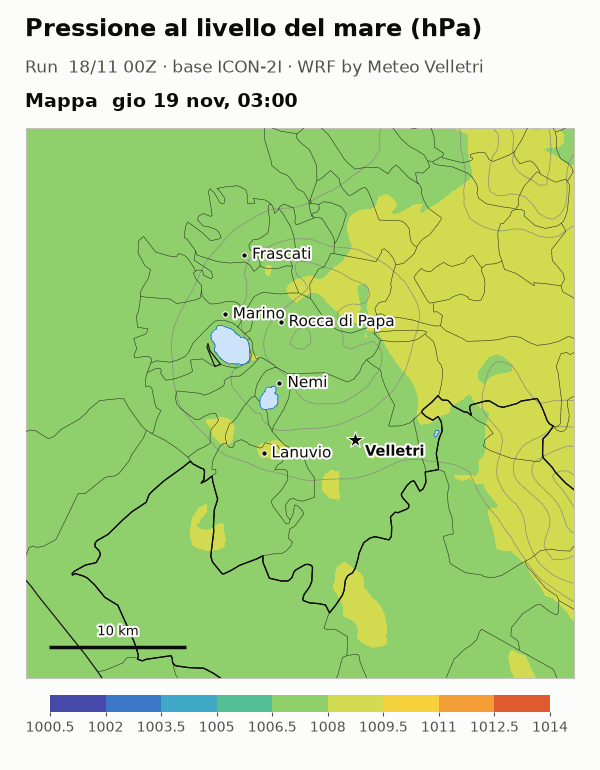 Pressione al livello del mare (hPa)
Run  18/11 00Z · base ICON-2I · WRF by Meteo Velletri
Mappa  gio 19 nov, 03:00
Frascati
Marino
Rocca di Papa
Nemi
Velletri
Lanuvio
10 km
1000.5 1002 1003.5 1005 1006.5 1008 1009.5 1011 1012.5 1014